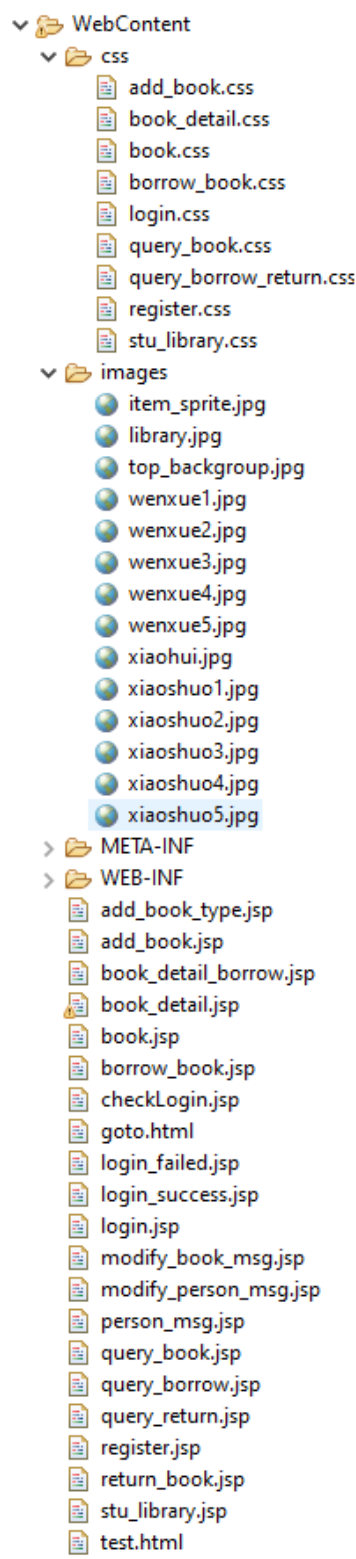 WebContent
css
add_book.css
book_detail.css
book.css
borrow_book.css
login.css
query_book.css
query_borrow_return.css
register.css
stu_library.css
images
item_sprite.jpg
library.jpg
top_backgroup.jpg
wenxue1.jpg
wenxue2.jpg
wenxue3.jpg
wenxue4.jpg
wenxue5.jpg
xiaohui.jpg
xiaoshuo1.jpg
xiaoshuo2.jpg
xiaoshuo3.jpg
xiaoshuo4.jpg
xiaoshuo5.jpg
META-INF
WEB-INF
add_book_type.jsp
add_book.jsp
book_detail_borrow.jsp
book_detail.jsp
book.jsp
borrow_book.jsp
checkLogin.jsp
goto.html
login_failed.jsp
login_success.jsp
login.jsp
modify_book_msg.jsp
modify_person_msg.jsp
person_msg.jsp
query_book.jsp
query_borrow.jsp
query_return.jsp
register.jsp
return_book.jsp
stu_library.jsp
test.html